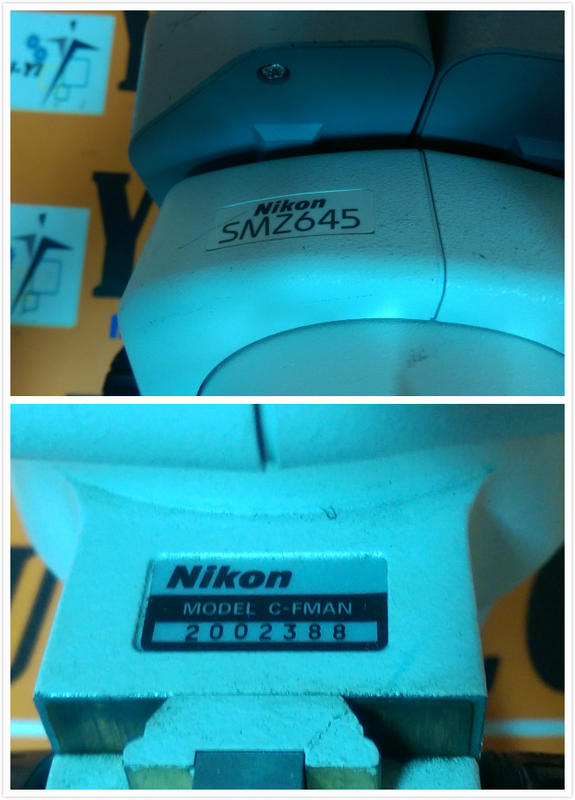 Nikon
SMZ645
Nikon
MODEL C-FMAN
2002388